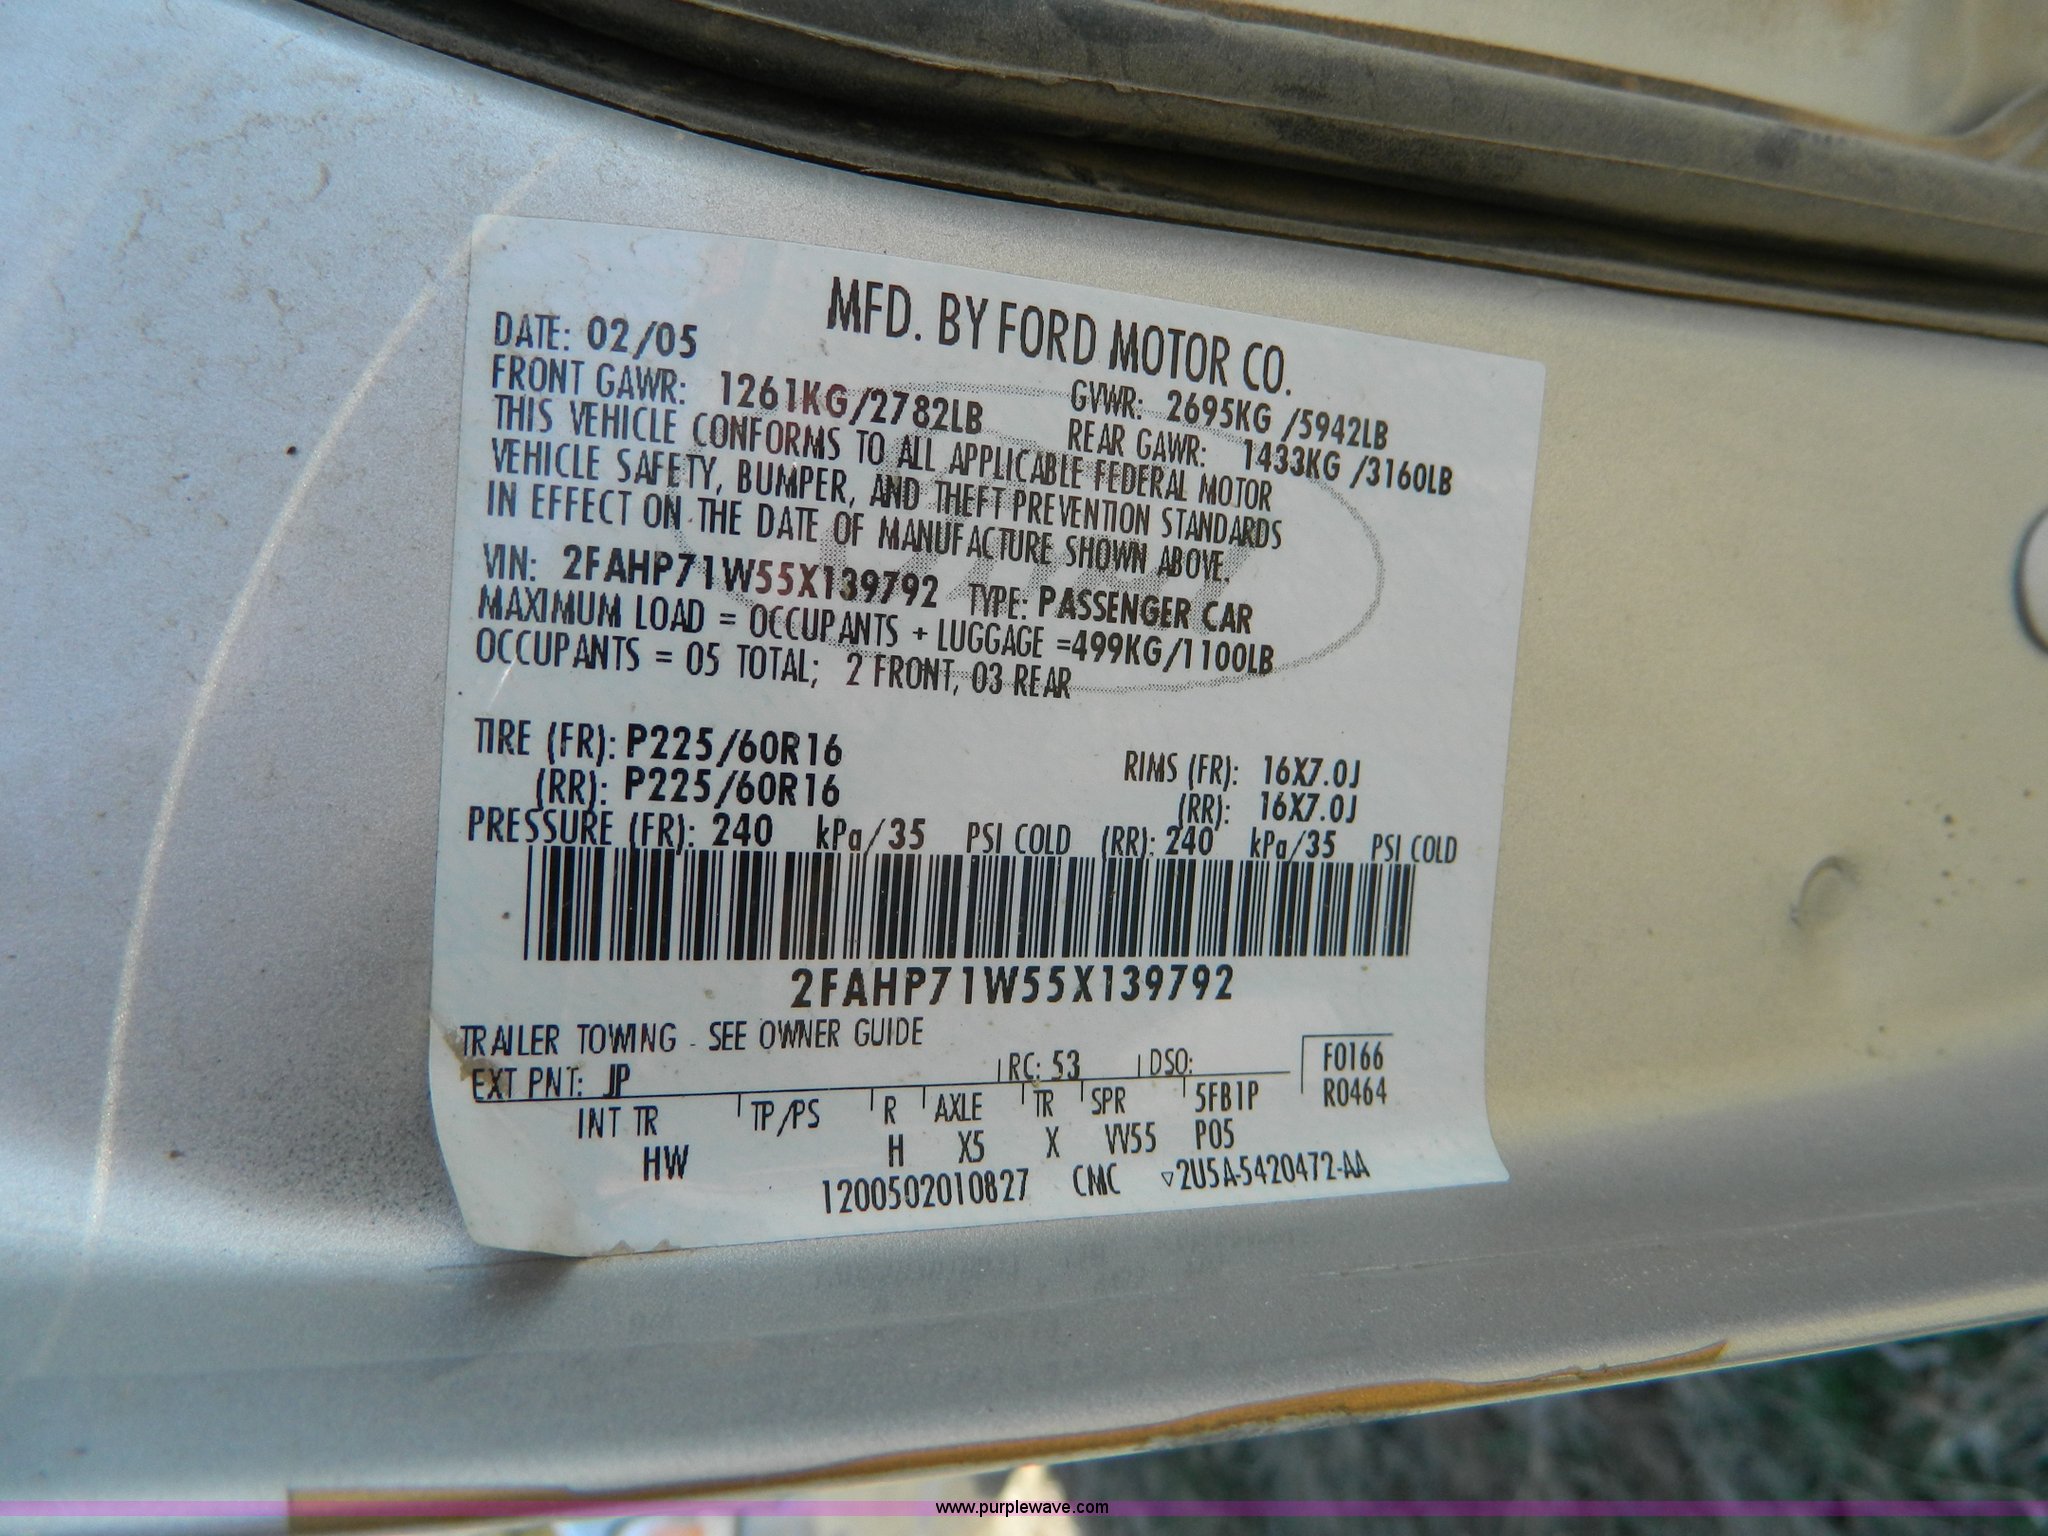 MFD. BY FORD MOTOR CO.
DATE: 02/05
GVWR: 2695KG /5942LB
FRONT GAWR: 1261KG/2782LB
REAR GAWR: 1433KG /3160LB
THIS VEHICLE CONFORMS TO ALL APPLICABLE FEDERAL MOTOR
VEHICLE SAFETY, BUMPER, AND THEFT PREVENTION STANDARDS
IN EFFECT ON THE DATE OF MANUFACTURE SHOWN ABOVE.
VIN: 2FAHP71W55X139792 TYPE: PASSENGER CAR
MAXIMUM LOAD = OCCUPANTS + LUGGAGE =499KG/1100LB
OCCUPANTS = 05 TOTAL; 2 FRONT, 03 REAR
TIRE (FR): P225/60R16 RIMS (FR): 16X7.0J
(RR): P225/60R16 (RR): 16X7.0J
PRESSURE (FR): 240 kPa/35 PSI COLD (RR): 240 kPa/35 PSI COLD
2FAHP71W55X139792
TRAILER TOWING - SEE OWNER GUIDE
EXT PNT: JP RC: 53 DSO: F0166
R0464
INT TR TP/PS R AXLE TR SPR 5FB1P
HW H X5 X VV55 P05
1200502010827 CMC ▽2U5A-5420472-AA
www.purplewave.com